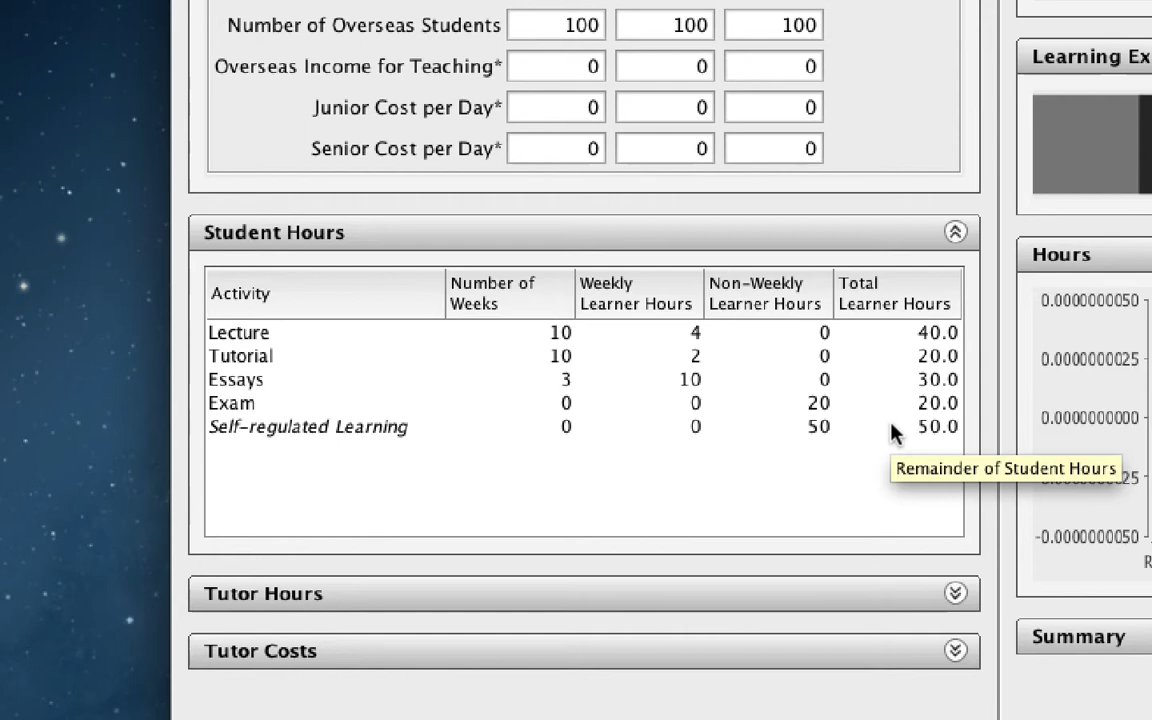 Number of Overseas Students 100 100 100
Overseas Income for Teaching* 0 0 0
Junior Cost per Day* 0 0 0
Senior Cost per Day* 0 0 0
Student Hours
Activity Number of Weeks Weekly Learner Hours Non-Weekly Learner Hours Total Learner Hours
Lecture 10 4 0 40.0
Tutorial 10 2 0 20.0
Essays 3 10 0 30.0
Exam 0 0 20 20.0
Self-regulated Learning 0 0 50 50.0
Remainder of Student Hours
Tutor Hours
Tutor Costs
Learning Ex
Hours
0.0000000050
0.0000000025
0.0000000000
25
-0.0000000050
R
Summary